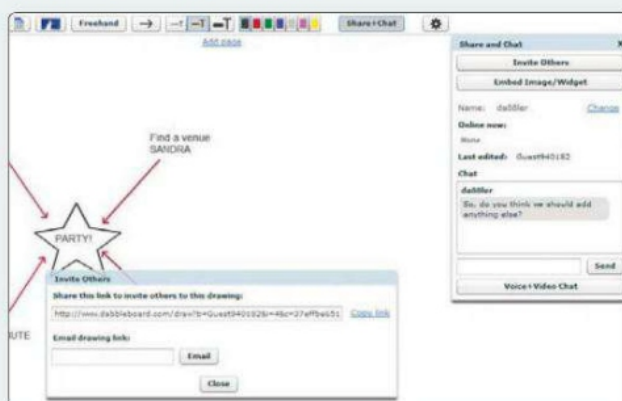 Freehand
T
T
T
Share+Chat
Add page
Find a venue
SANDRA
PARTY!
Share and Chat
X
Invite Others
Embed Image/Widget
Name: da88ler
Change
Online now:
None
Last edited: Guest940182
Chat
da88ler
So, do you think we should add
anything else?
Send
Voice+Video Chat
Invite Others
Share this link to invite others to this drawing:
Copy link
Email drawing link:
Email
Close